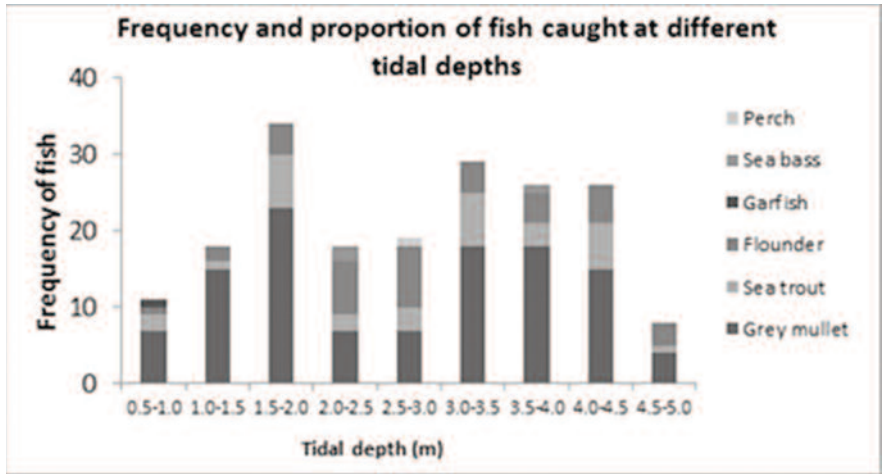 Frequency and proportion of fish caught at different
tidal depths
Frequency of fish
40
30
20
10
0
0.5-1.0 1.0-1.5 1.5-2.0 2.0-2.5 2.5-3.0 3.0-3.5 3.5-4.0 4.0-4.5 4.5-5.0
Tidal depth (m)
Perch
Sea bass
Garfish
Flounder
Sea trout
Grey mullet